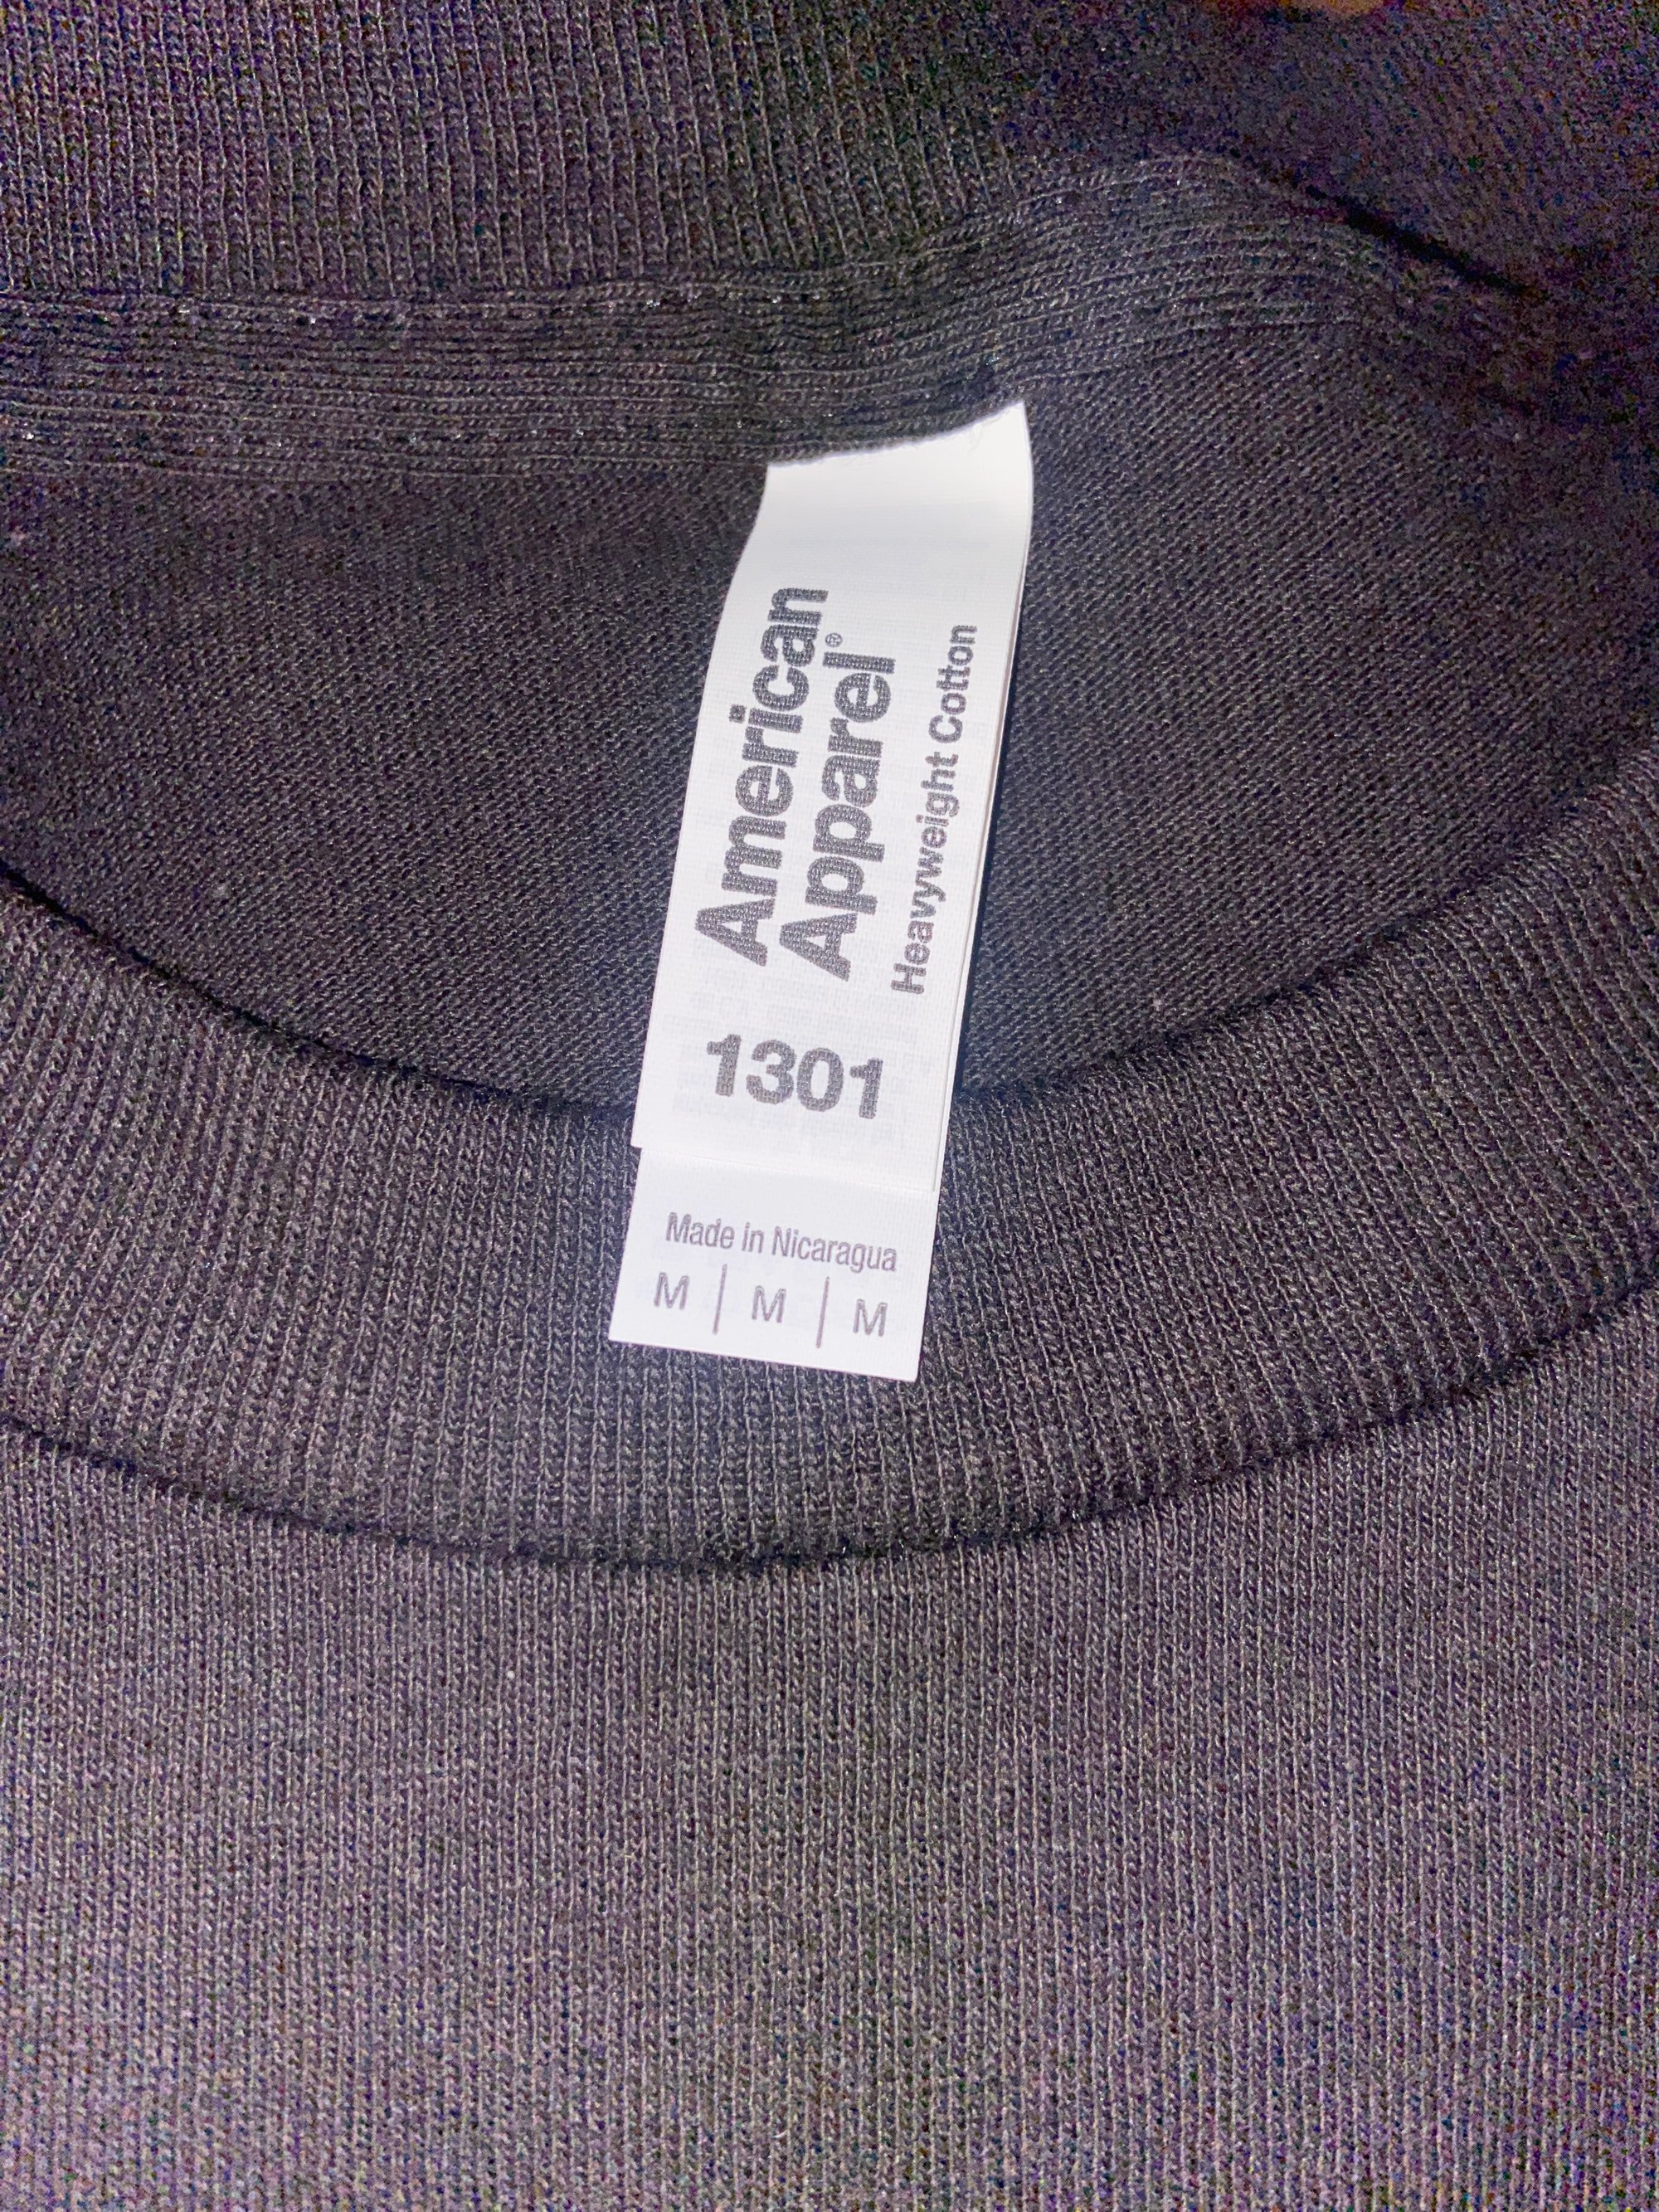 American
Apparel®
Heavyweight Cotton
1301
Made in Nicaragua
M | M | M